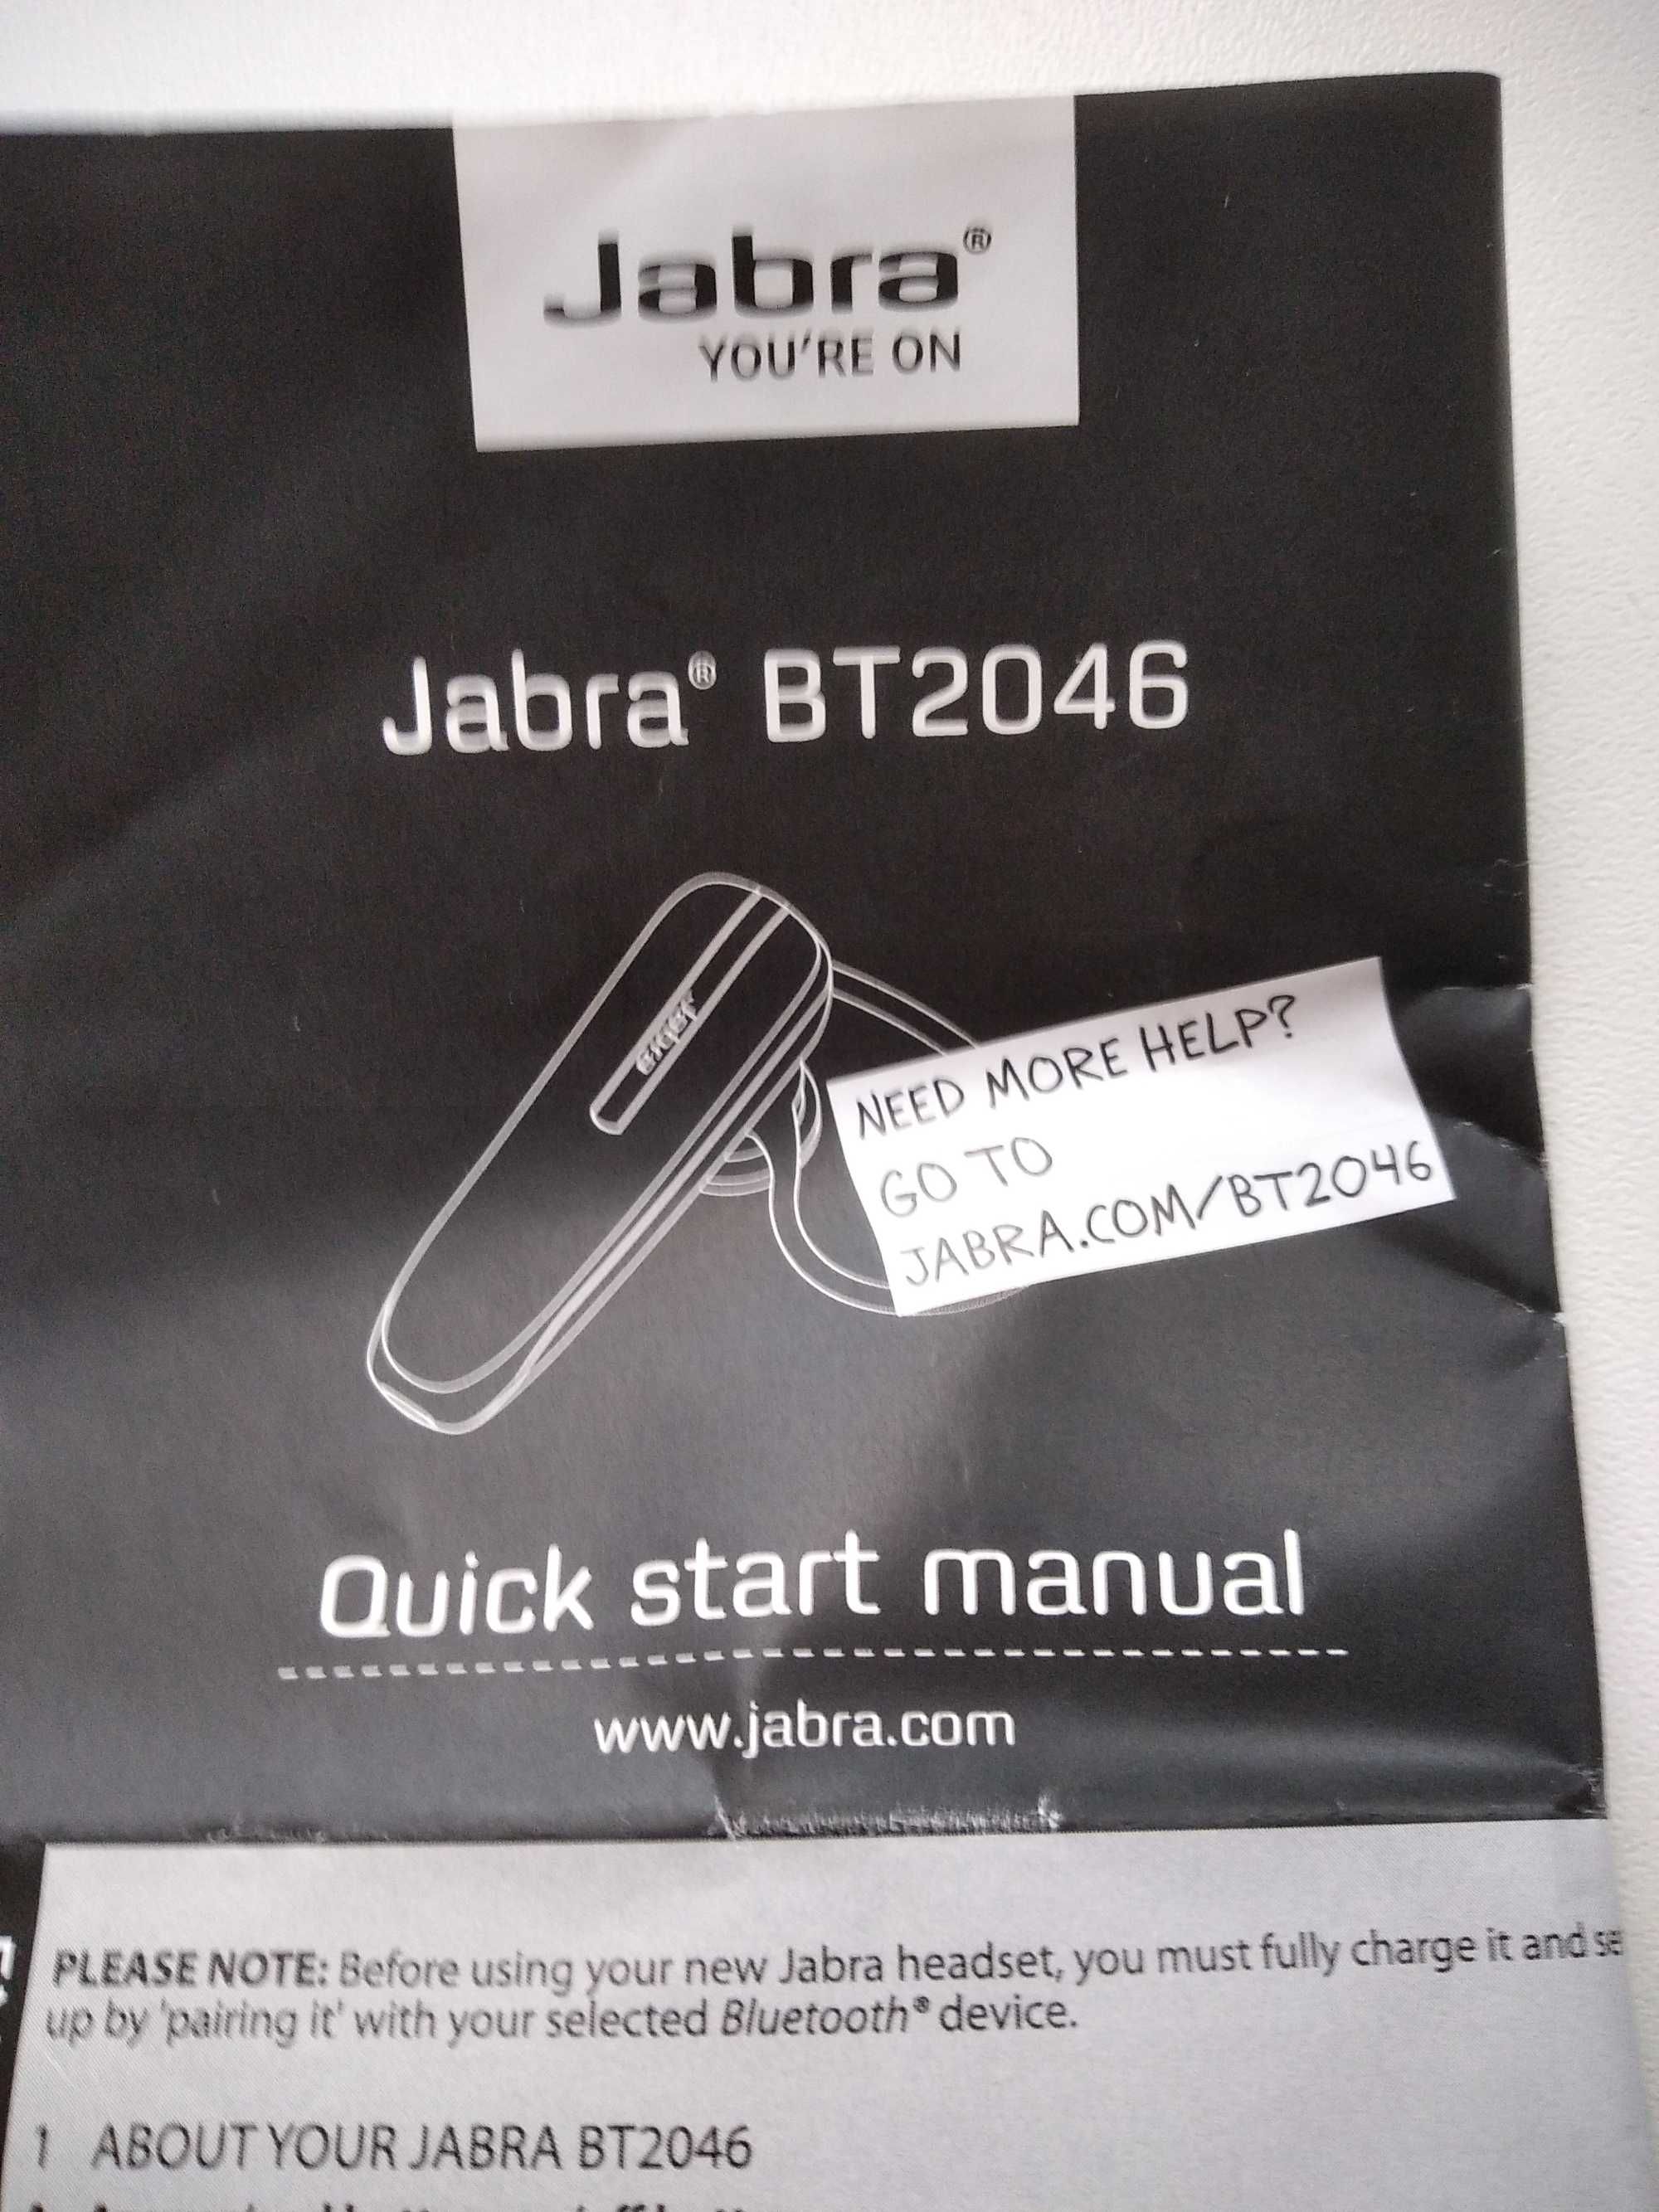 Jabra®
YOU'RE ON
Jabra® BT2046
Jabra
NEED MORE HELP?
GO TO
JABRA.COM/BT2046
Quick start manual
www.jabra.com
PLEASE NOTE: Before using your new Jabra headset, you must fully charge it and se
up by 'pairing it' with your selected Bluetooth® device.
1 ABOUT YOUR JABRA BT2046